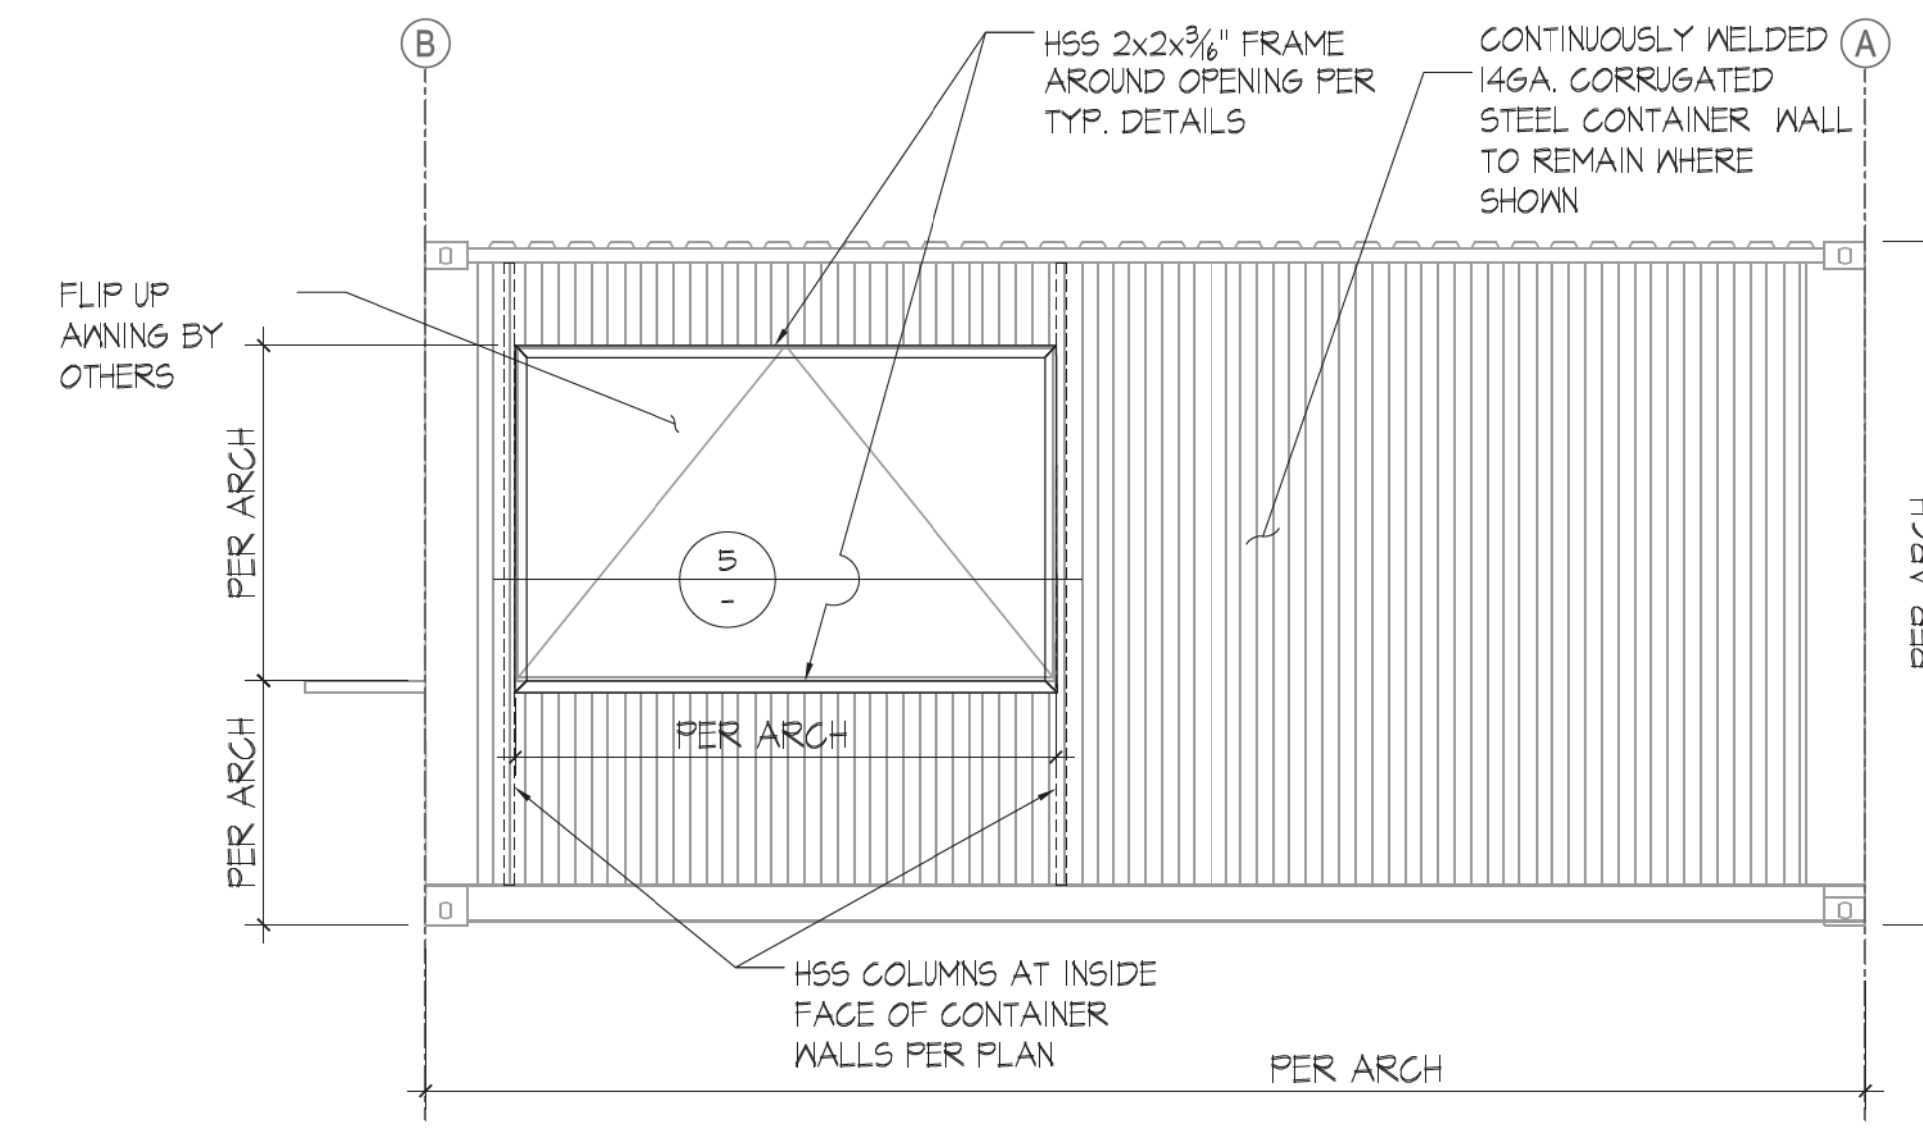 B
HSS 2x2x3/16" FRAME
AROUND OPENING PER
TYP. DETAILS
CONTINUOUSLY WELDED
14GA. CORRUGATED
STEEL CONTAINER WALL
TO REMAIN WHERE
SHOWN
A
FLIP UP
AWNING BY
OTHERS
PER ARCH
5
-
PER ARCH
PER ARCH
PER ARCH
HSS COLUMNS AT INSIDE
FACE OF CONTAINER
WALLS PER PLAN
PER ARCH